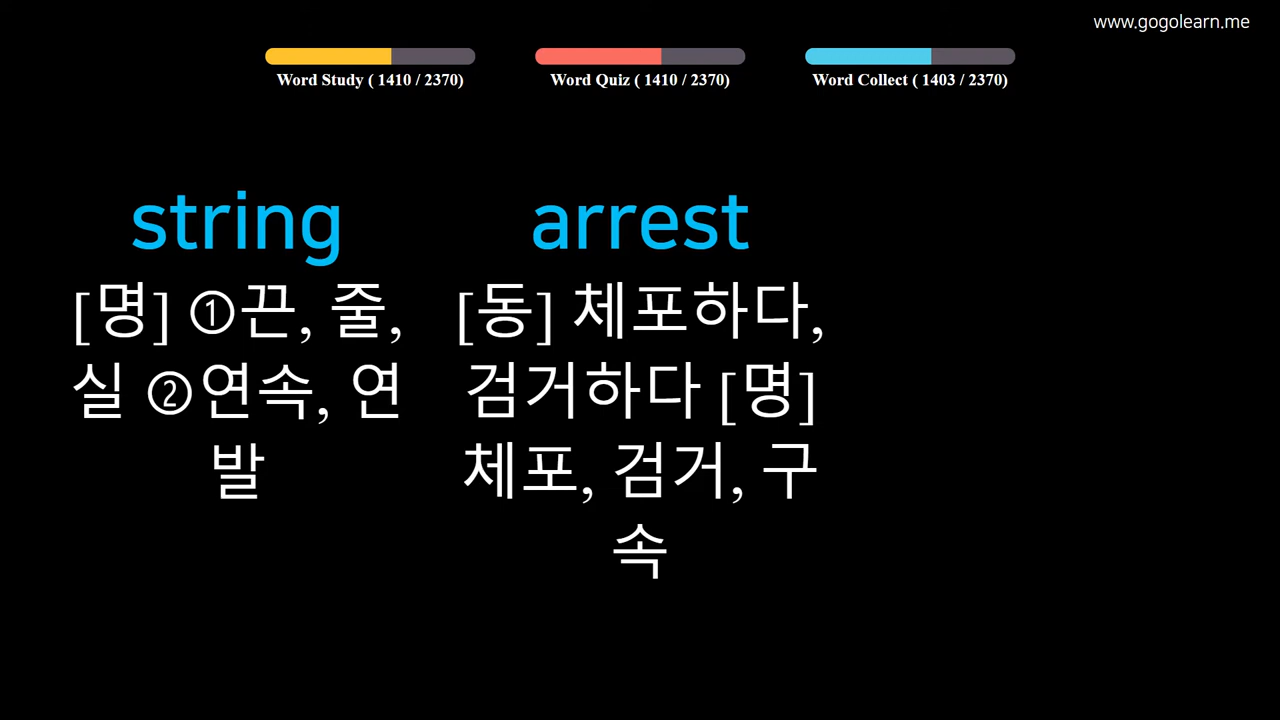 www.gogolearn.me
Word Study ( 1410 / 2370)
Word Quiz ( 1410 / 2370)
Word Collect ( 1403 / 2370)
string
[명] ①끈, 줄,
실 ②연속, 연
발
arrest
[동] 체포하다,
검거하다 [명]
체포, 검거, 구
속